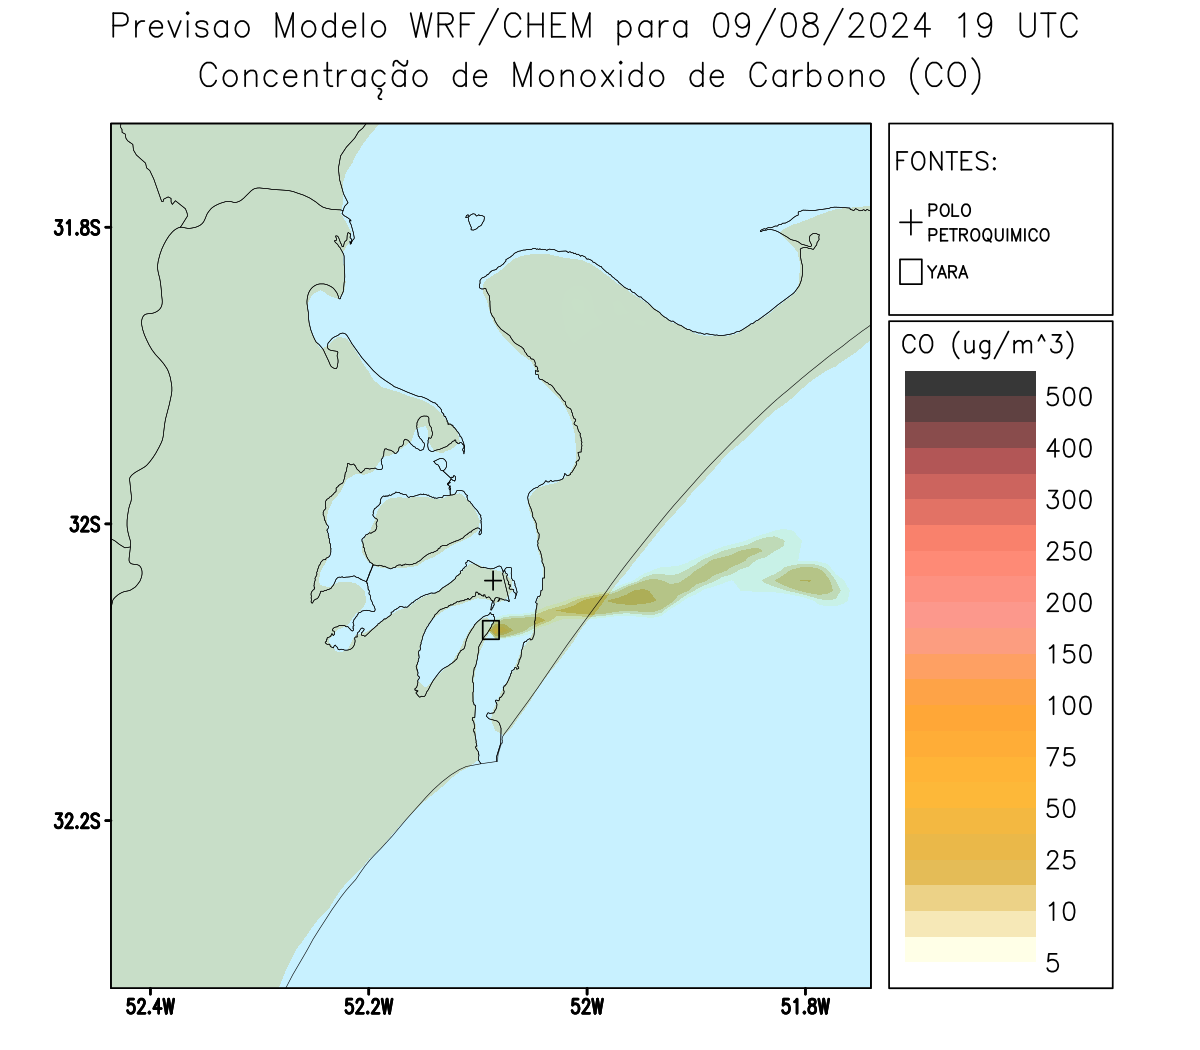 Previsao Modelo WRF/CHEM para 09/08/2024 19 UTC
Concentração de Monoxido de Carbono (CO)
FONTES:
POLO
PETROQUIMICO
YARA
CO (ug/m^3)
500
400
300
250
200
150
100
75
50
25
10
5
31.8S
32S
32.2S
52.4W
52.2W
52W
51.8W